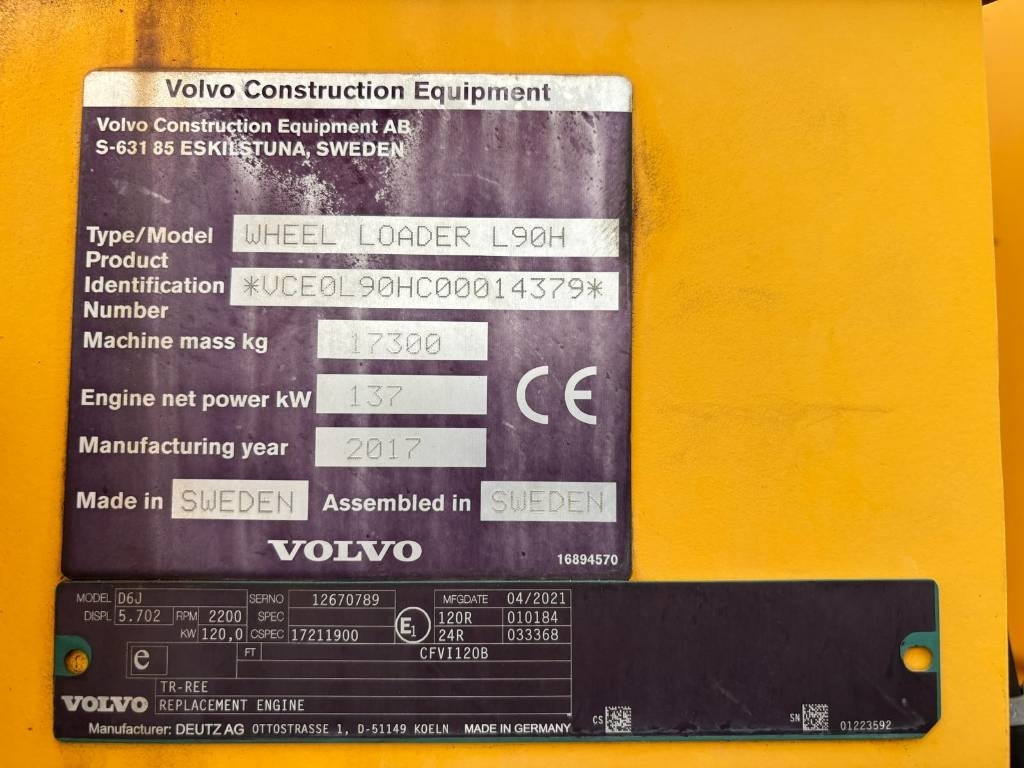 Volvo Construction Equipment
Volvo Construction Equipment AB
S-631 85 ESKILSTUNA, SWEDEN
Type/Model WHEEL LOADER L90H
Product
Identification *VCE0L90HC00014379*
Number
Machine mass kg 17300
Engine net power kW 137
CE
Manufacturing year 2017
Made in SWEDEN Assembled in SWEDEN
VOLVO 16894570
MODEL D6J SERNO 12670789 MFGDATE 04/2021
DISPL 5.702 RPM 2200 SPEC E1 120R 010184
KW 120,0 CSPEC 17211900 24R 033368
e FT CFVI120B
TR-REE
VOLVO REPLACEMENT ENGINE
Manufacturer: DEUTZ AG OTTOSTRASSE 1, D-51149 KOELN MADE IN GERMANY CS SN 01223592